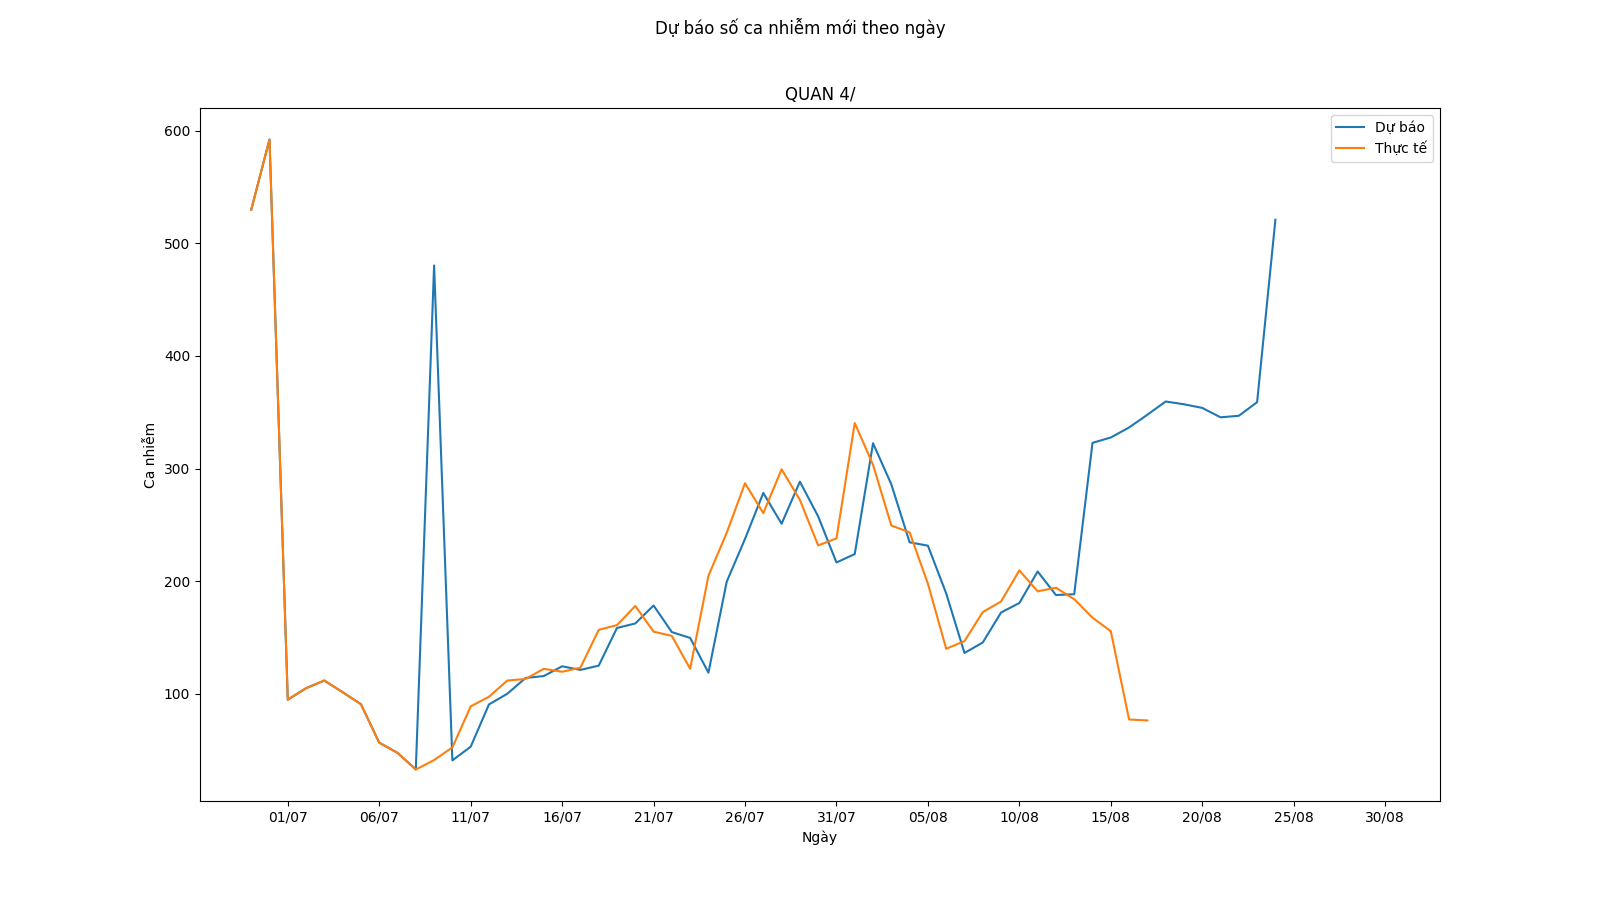 Dự báo số ca nhiễm mới theo ngày
QUAN 4/
Dự báo
Thực tế
600
500
400
300
200
100
Ca nhiễm
01/07 06/07 11/07 16/07 21/07 26/07 31/07 05/08 10/08 15/08 20/08 25/08 30/08
Ngày